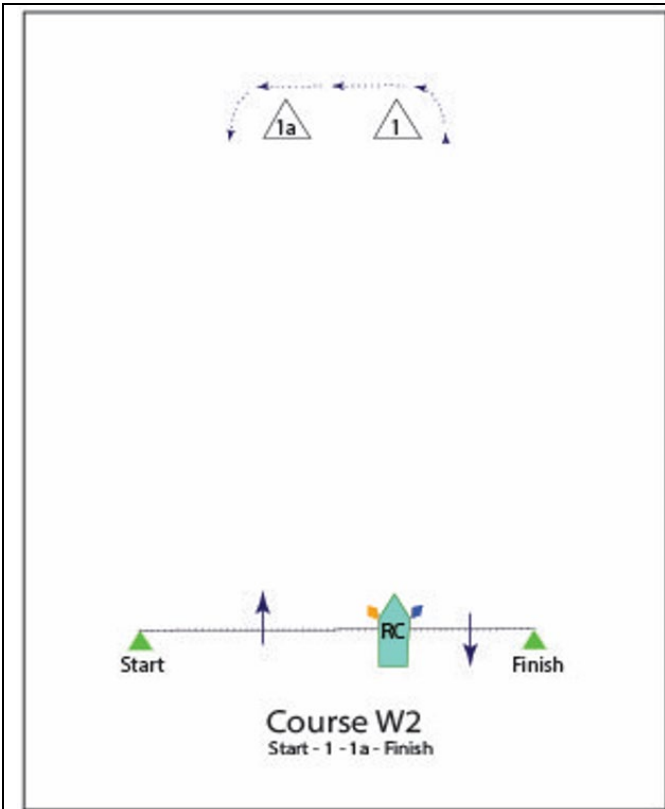 1a 1
RC
Start Finish
Course W2
Start - 1 - 1a - Finish